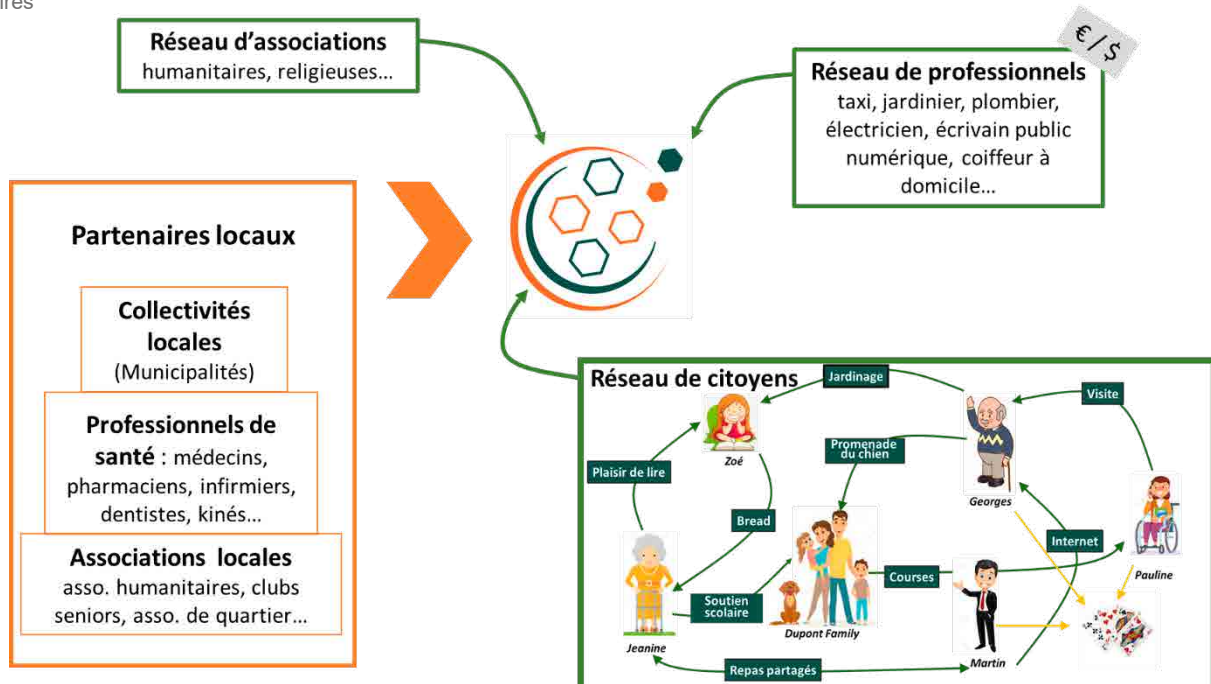 Réseau d'associations
humanitaires, religieuses...
€ / $
Réseau de professionnels
taxi, jardinier, plombier,
électricien, écrivain public
numérique, coiffeur à
domicile...
Partenaires locaux
Collectivités
locales
(Municipalités)
Professionnels de
santé : médecins,
pharmaciens, infirmiers,
dentistes, kinés...
Associations locales
asso. humanitaires, clubs
seniors, asso. de quartier...
Réseau de citoyens
Jardinage
Visite
Zoé
Promenade
du chien
Plaisir de lire
Georges
Bread
Internet
Pauline
Courses
Soutien
scolaire
Jeanine
Dupont Family
Martin
Repas partagés